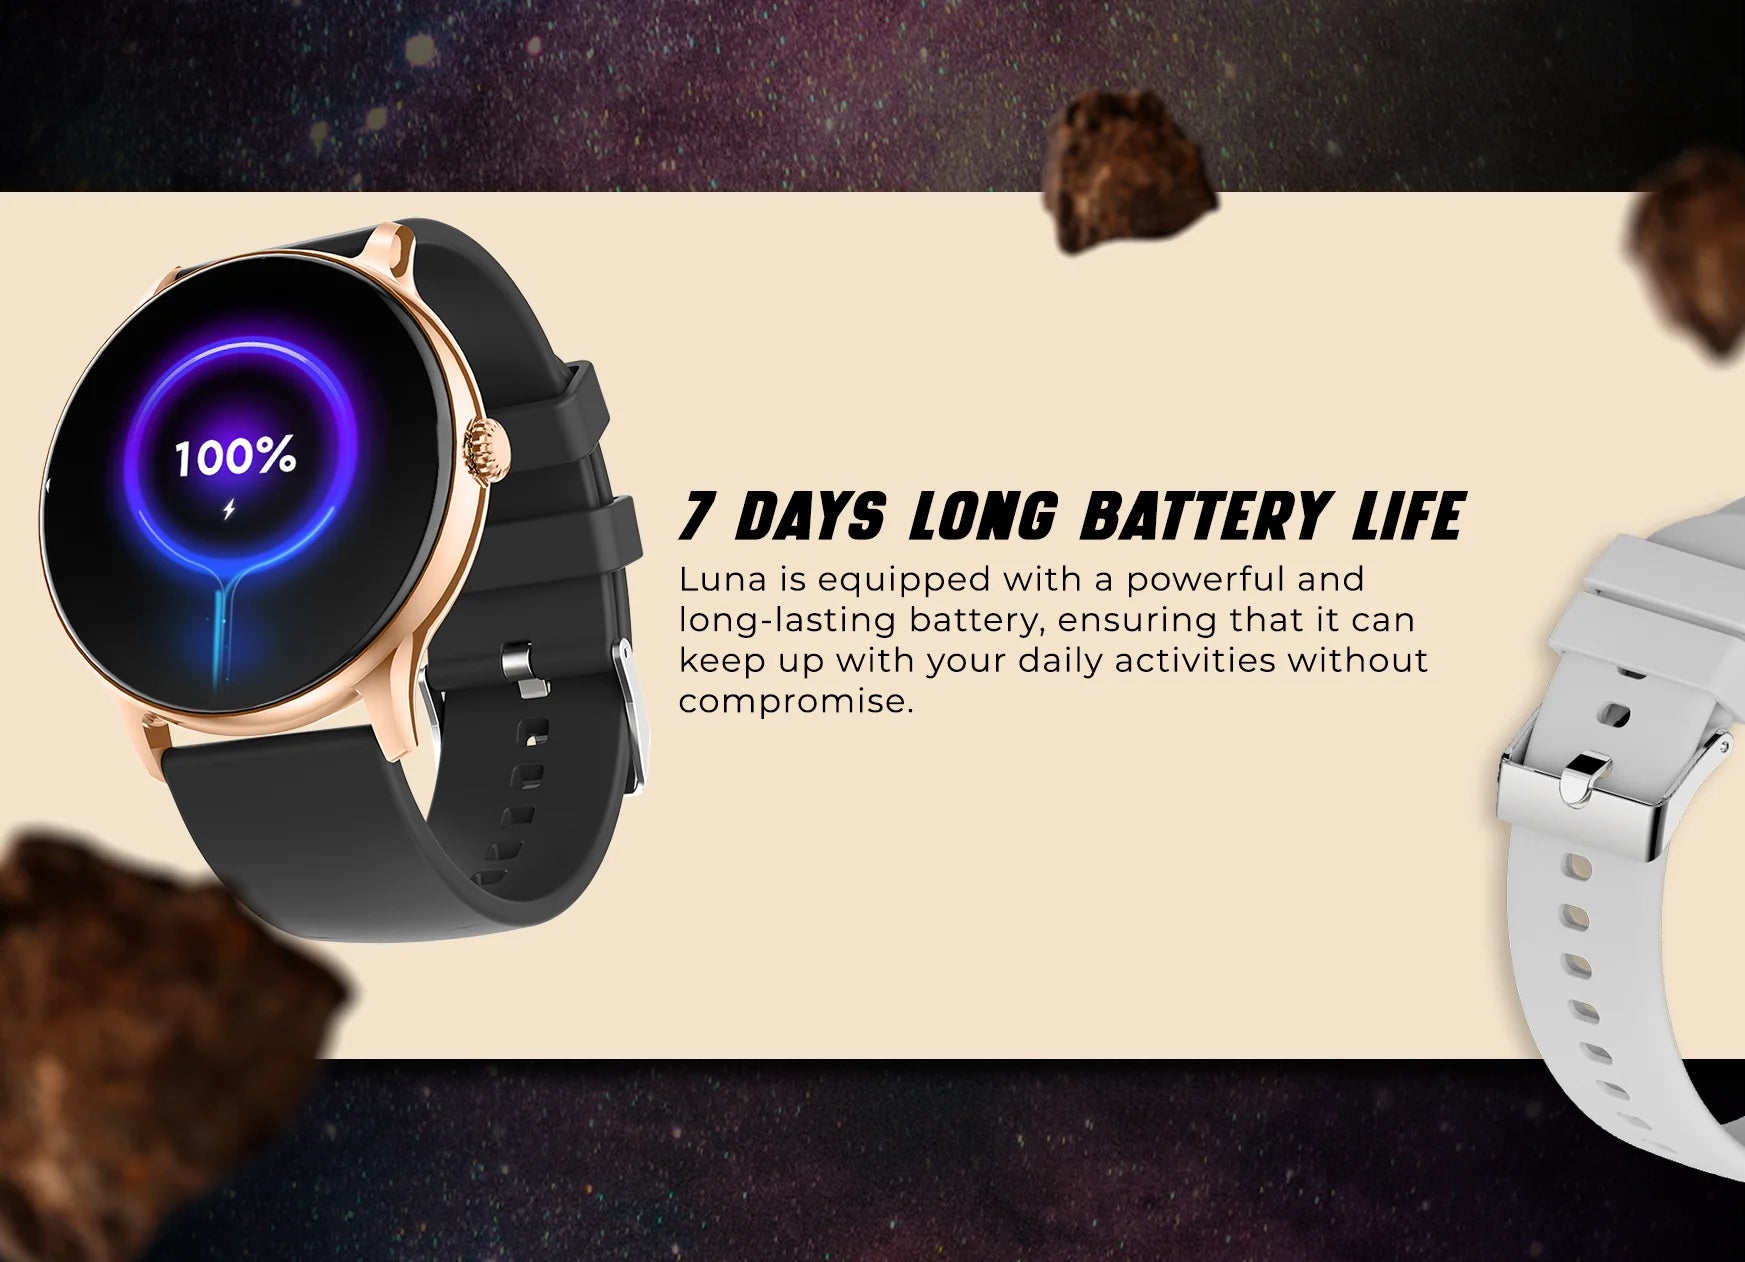 100%
7 DAYS LONG BATTERY LIFE
Luna is equipped with a powerful and
long-lasting battery, ensuring that it can
keep up with your daily activities without
compromise.